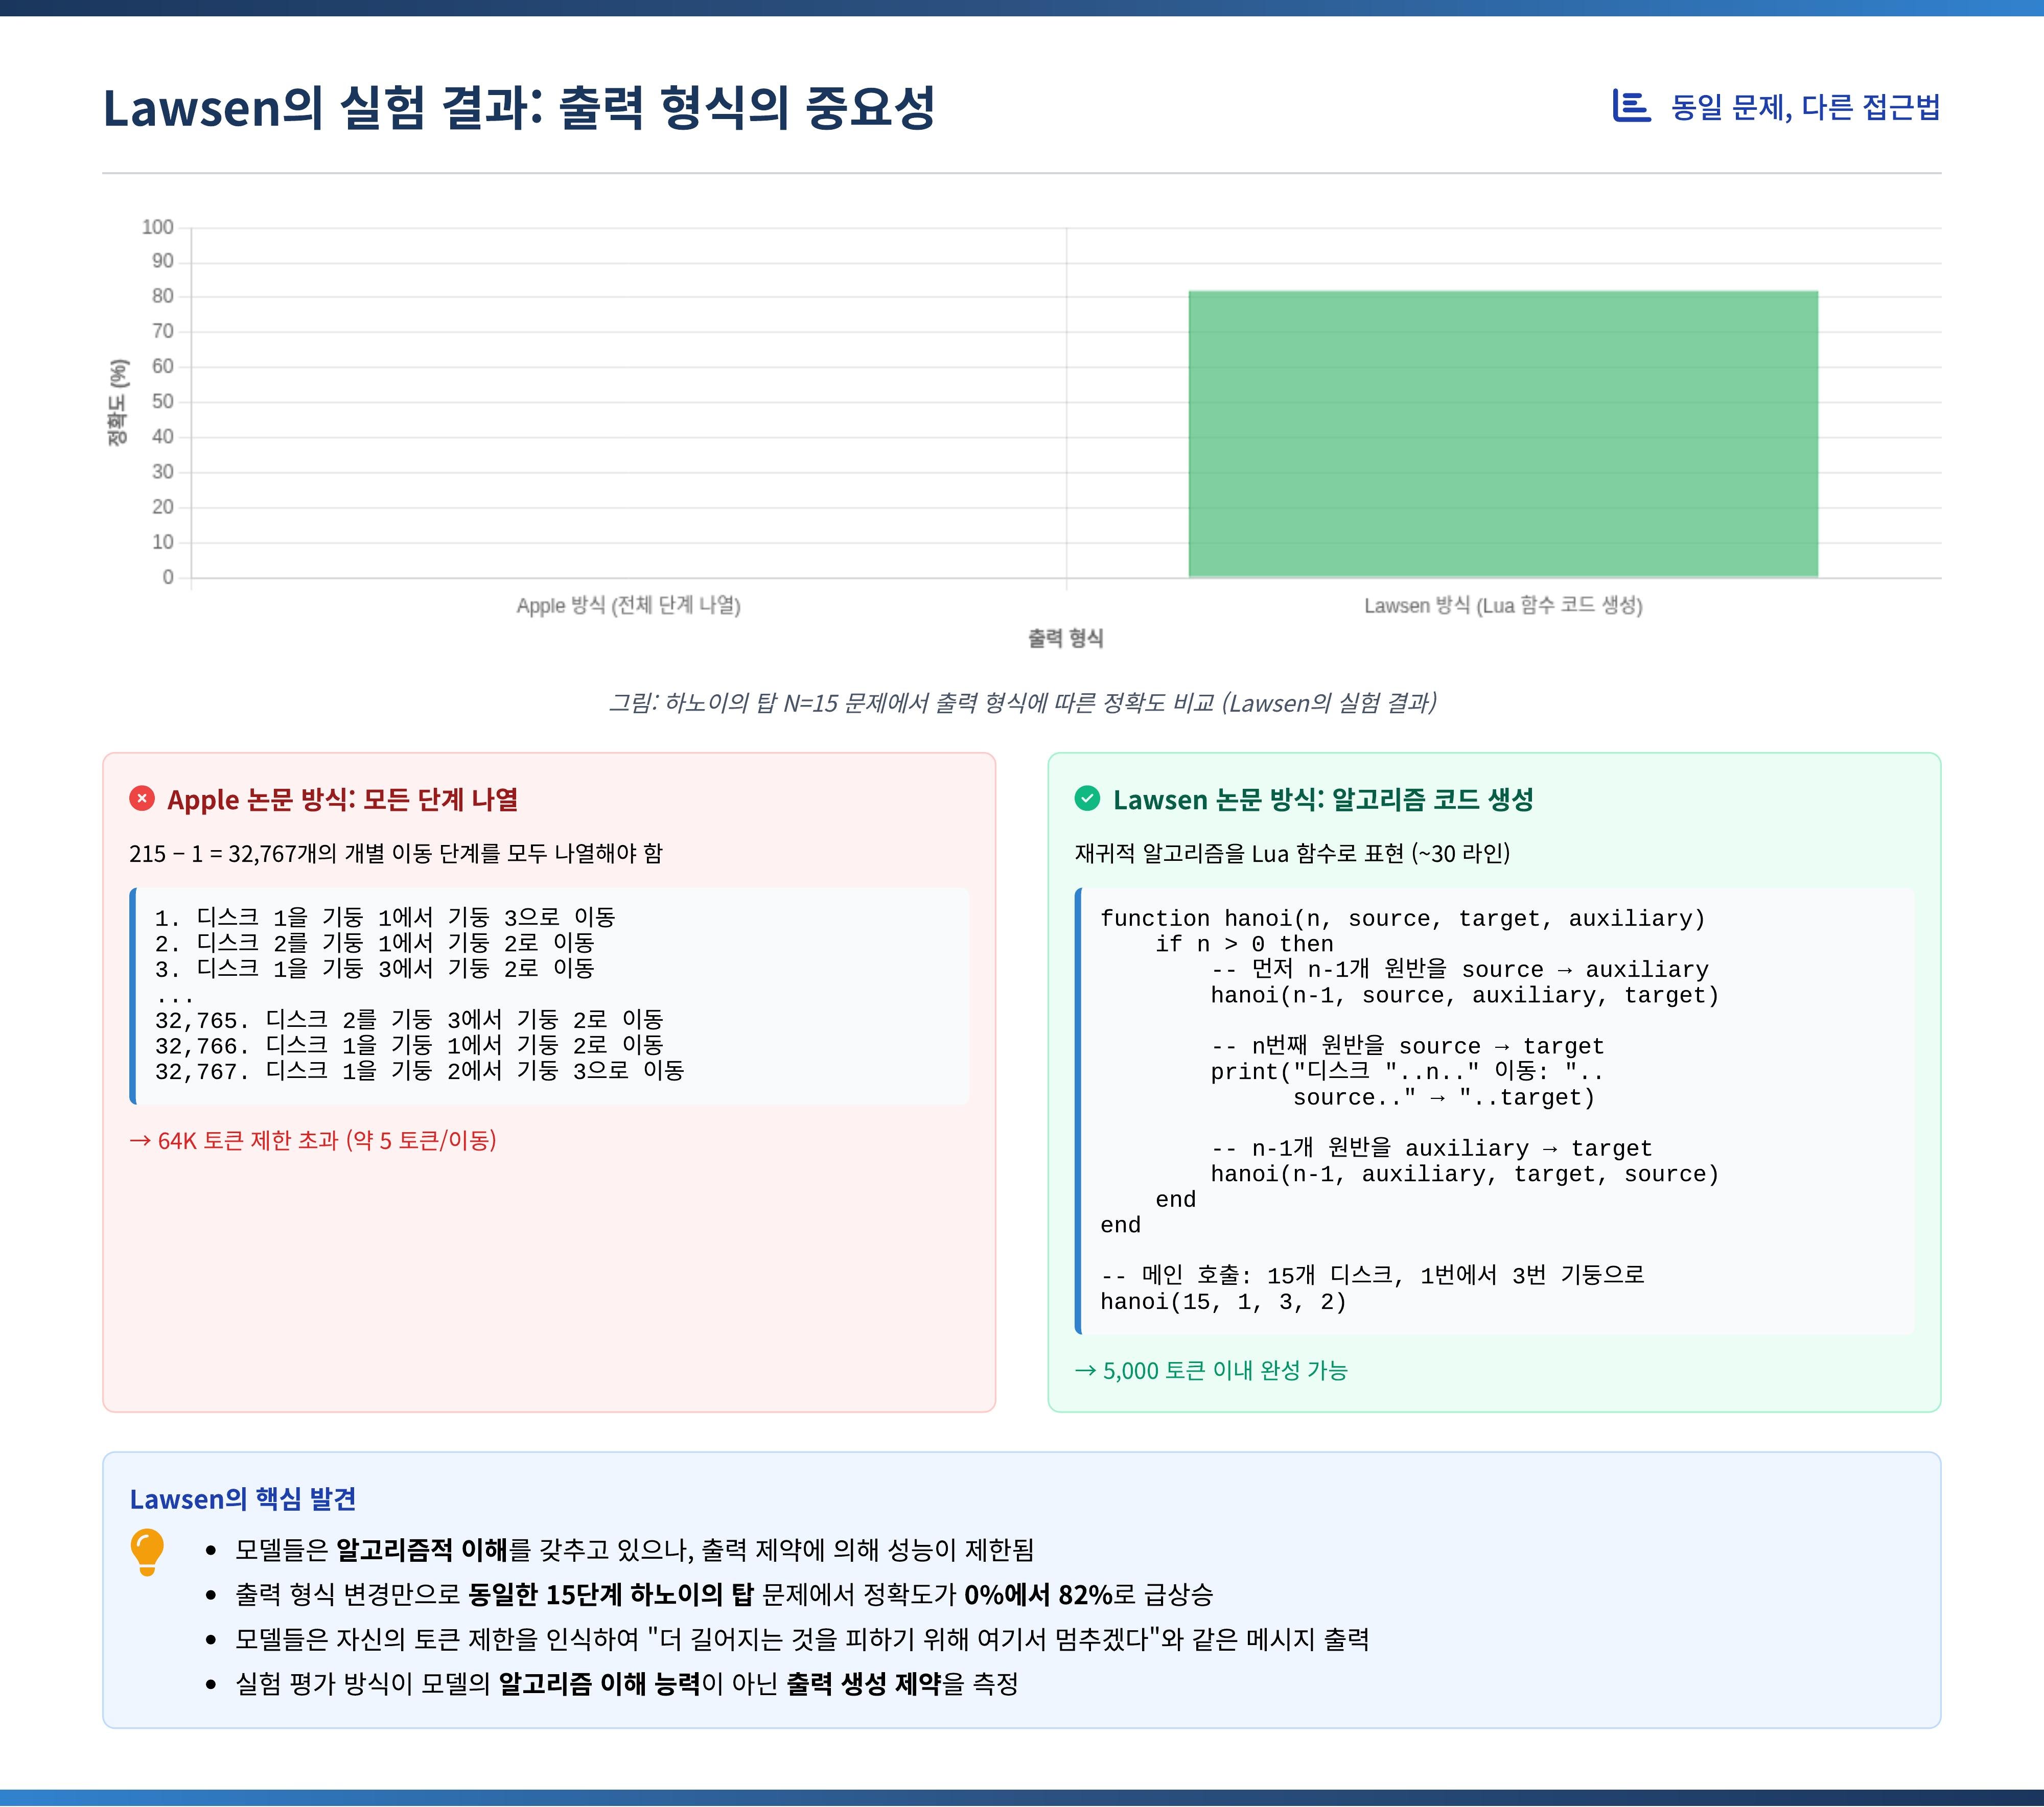 Lawsen의 실험 결과: 출력 형식의 중요성
동일 문제, 다른 접근법
100
90
80
70
60
50
40
30
20
10
0
정확도 (%)
Apple 방식 (전체 단계 나열)
Lawsen 방식 (Lua 함수 코드 생성)
출력 형식
그림: 하노이의 탑 N=15 문제에서 출력 형식에 따른 정확도 비교 (Lawsen의 실험 결과)
Apple 논문 방식: 모든 단계 나열
215 − 1 = 32,767개의 개별 이동 단계를 모두 나열해야 함
1. 디스크 1을 기둥 1에서 기둥 3으로 이동
2. 디스크 2를 기둥 1에서 기둥 2로 이동
3. 디스크 1을 기둥 3에서 기둥 2로 이동
...
32,765. 디스크 2를 기둥 3에서 기둥 2로 이동
32,766. 디스크 1을 기둥 1에서 기둥 2로 이동
32,767. 디스크 1을 기둥 2에서 기둥 3으로 이동
→ 64K 토큰 제한 초과 (약 5 토큰/이동)
Lawsen 논문 방식: 알고리즘 코드 생성
재귀적 알고리즘을 Lua 함수로 표현 (~30 라인)
function hanoi(n, source, target, auxiliary)
    if n > 0 then
        -- 먼저 n-1개 원반을 source → auxiliary
        hanoi(n-1, source, auxiliary, target)
        -- n번째 원반을 source → target
        print("디스크 "..n.." 이동: "..
              source.." → "..target)
        -- n-1개 원반을 auxiliary → target
        hanoi(n-1, auxiliary, target, source)
    end
end
-- 메인 호출: 15개 디스크, 1번에서 3번 기둥으로
hanoi(15, 1, 3, 2)
→ 5,000 토큰 이내 완성 가능
Lawsen의 핵심 발견
• 모델들은 알고리즘적 이해를 갖추고 있으나, 출력 제약에 의해 성능이 제한됨
• 출력 형식 변경만으로 동일한 15단계 하노이의 탑 문제에서 정확도가 0%에서 82%로 급상승
• 모델들은 자신의 토큰 제한을 인식하여 "더 길어지는 것을 피하기 위해 여기서 멈추겠다"와 같은 메시지 출력
• 실험 평가 방식이 모델의 알고리즘 이해 능력이 아닌 출력 생성 제약을 측정